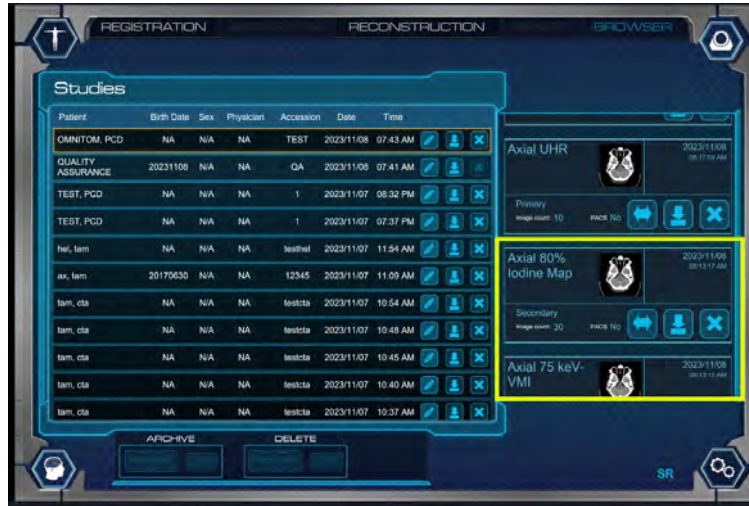 REGISTRATION RECONSTRUCTION BROWSER
Studies
Patient Birth Date Sex Physician Accession Date Time
OMNITOM, PCD NA N/A NA TEST 2023/11/08 07:43 AM
QUALITY ASSURANCE 20231108 N/A NA QA 2023/11/08 07:41 AM
TEST, PCD NA N/A NA 1 2023/11/07 08:32 PM
TEST, PCD NA N/A NA 1 2023/11/07 07:37 PM
hel, tam NA N/A NA testhel 2023/11/07 11:54 AM
ax, tam 20170630 N/A NA 12345 2023/11/07 11:09 AM
tam, cta NA N/A NA testcta 2023/11/07 10:54 AM
tam, cta NA N/A NA testcta 2023/11/07 10:48 AM
tam, cta NA N/A NA testcta 2023/11/07 10:45 AM
tam, cta NA N/A NA testcta 2023/11/07 10:40 AM
tam, cta NA N/A NA testcta 2023/11/07 10:37 AM
Axial UHR 2023/11/08
Primary
Image count: 10 PACS: No
Axial 80% 2023/11/08
Iodine Map
Secondary
Image count: 30 PACS: No
Axial 75 keV- 2023/11/08
VMI
ARCHIVE DELETE
SR